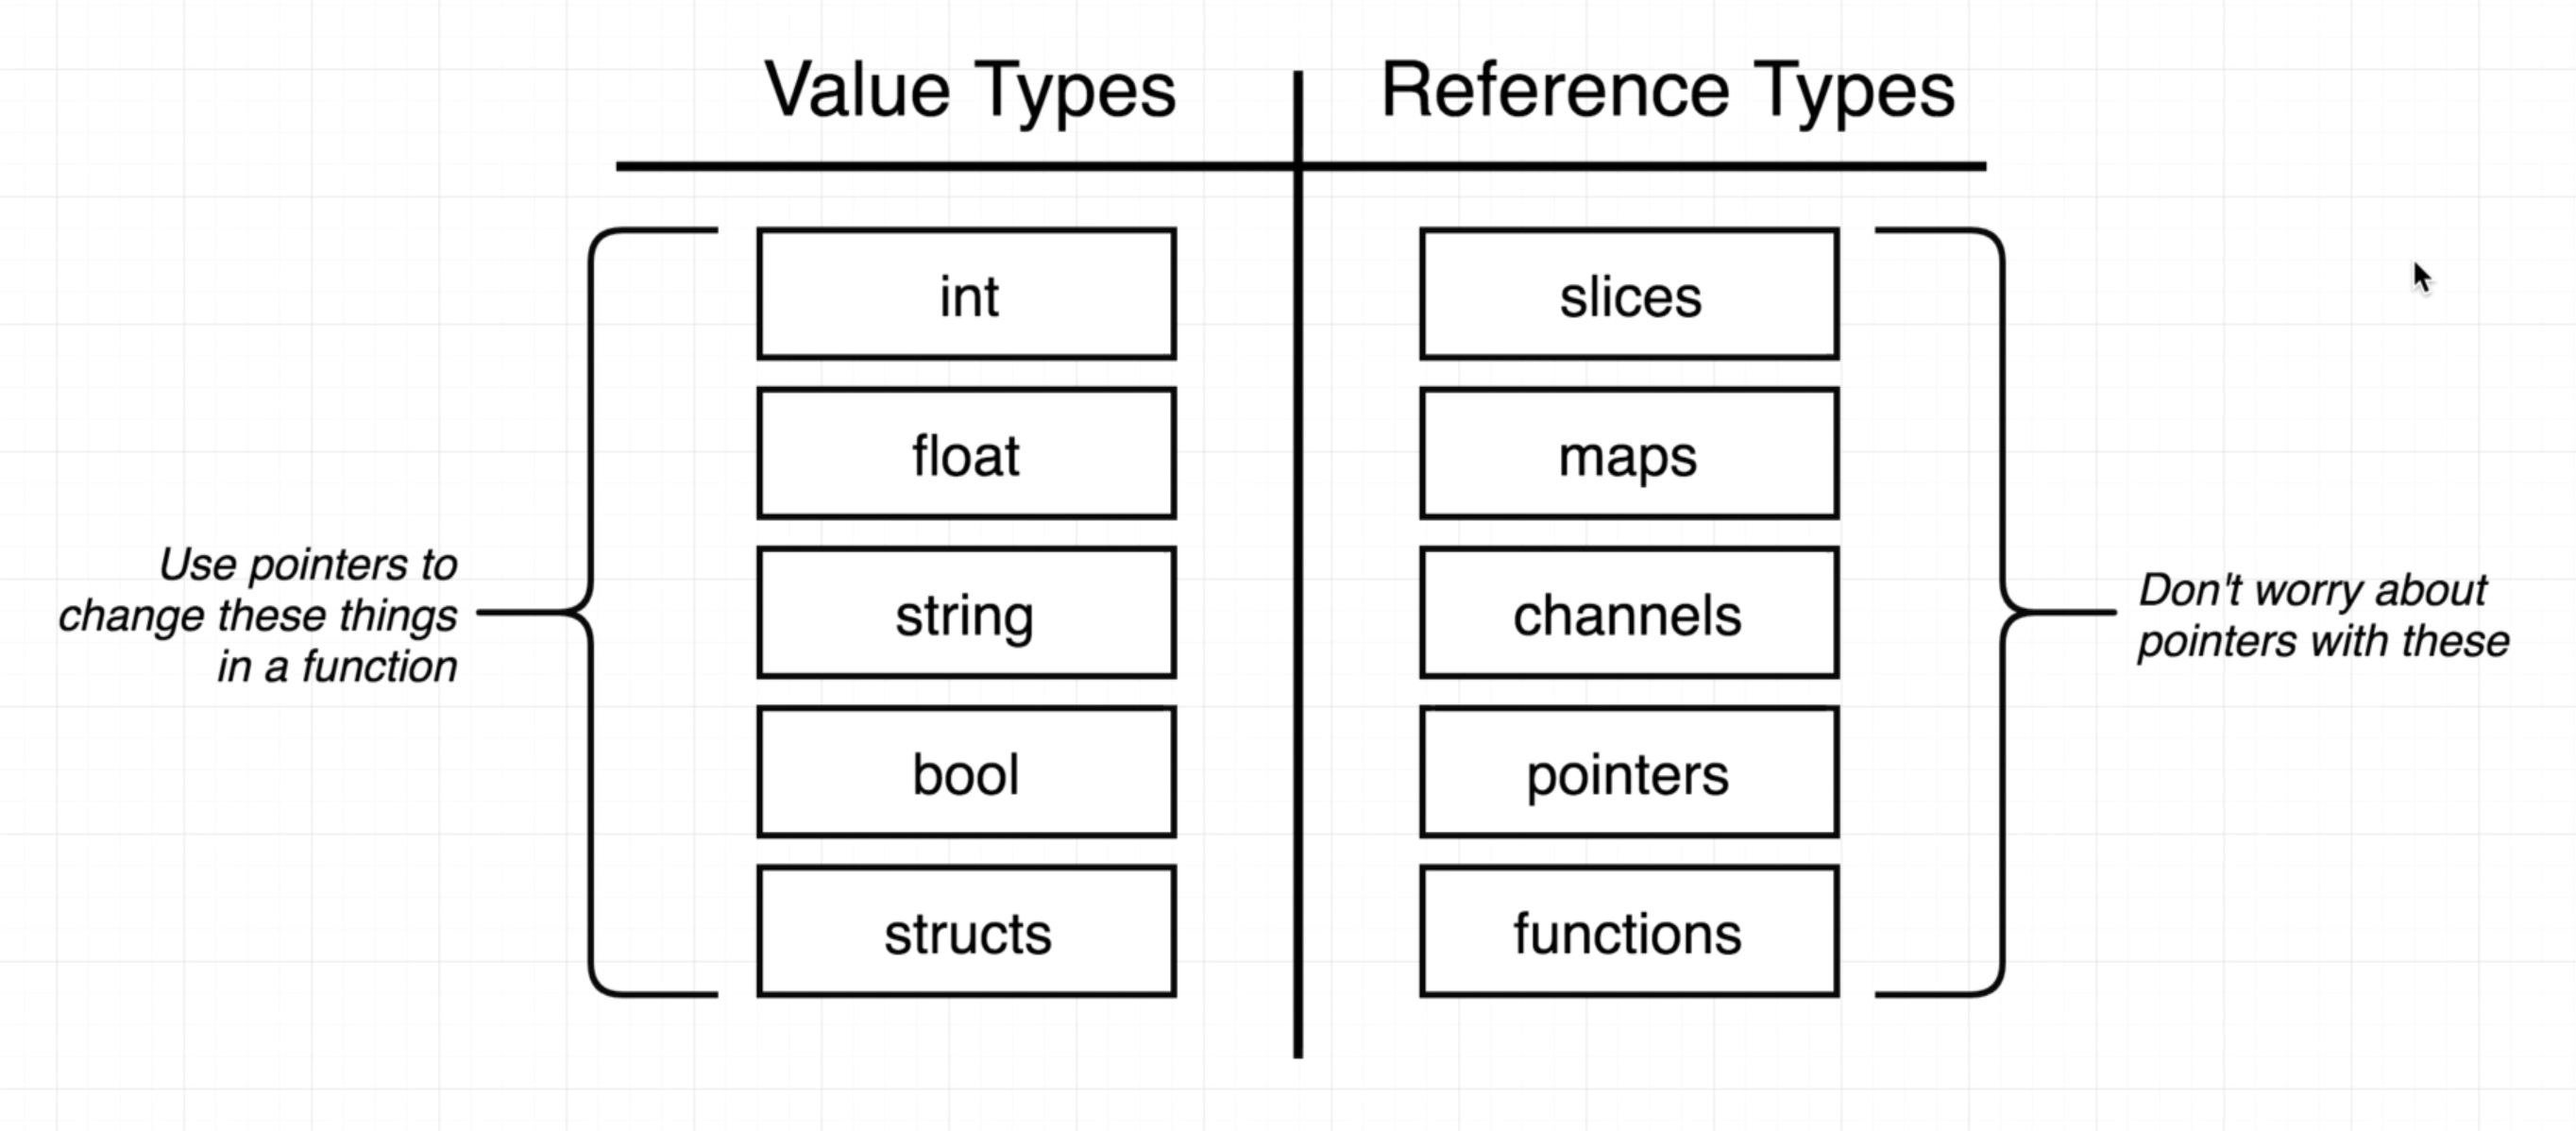 Value Types
Reference Types
int
float
string
bool
structs
slices
maps
channels
pointers
functions
Use pointers to
change these things
in a function
Don't worry about
pointers with these